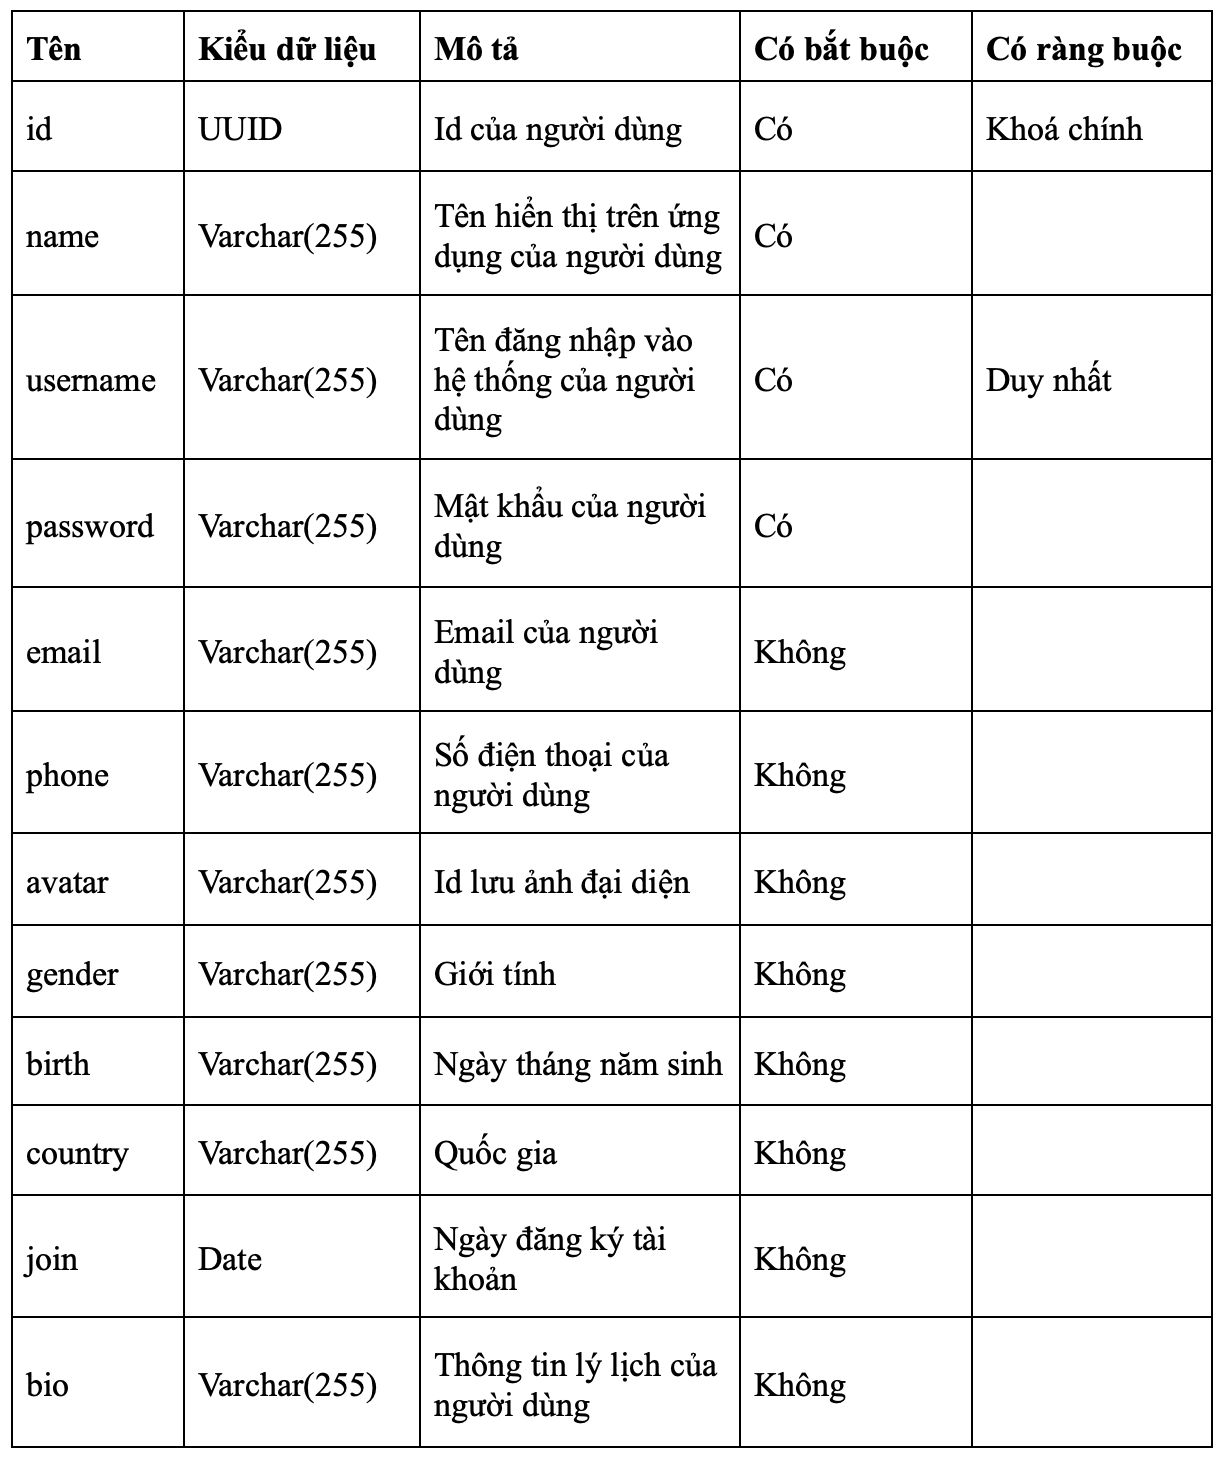 Tên Kiểu dữ liệu Mô tả Có bắt buộc Có ràng buộc
id UUID Id của người dùng Có Khoá chính
name Varchar(255) Tên hiển thị trên ứng
dụng của người dùng Có
username Varchar(255) Tên đăng nhập vào
hệ thống của người
dùng Có Duy nhất
password Varchar(255) Mật khẩu của người
dùng Có
email Varchar(255) Email của người
dùng Không
phone Varchar(255) Số điện thoại của
người dùng Không
avatar Varchar(255) Id lưu ảnh đại diện Không
gender Varchar(255) Giới tính Không
birth Varchar(255) Ngày tháng năm sinh Không
country Varchar(255) Quốc gia Không
join Date Ngày đăng ký tài
khoản Không
bio Varchar(255) Thông tin lý lịch của
người dùng Không